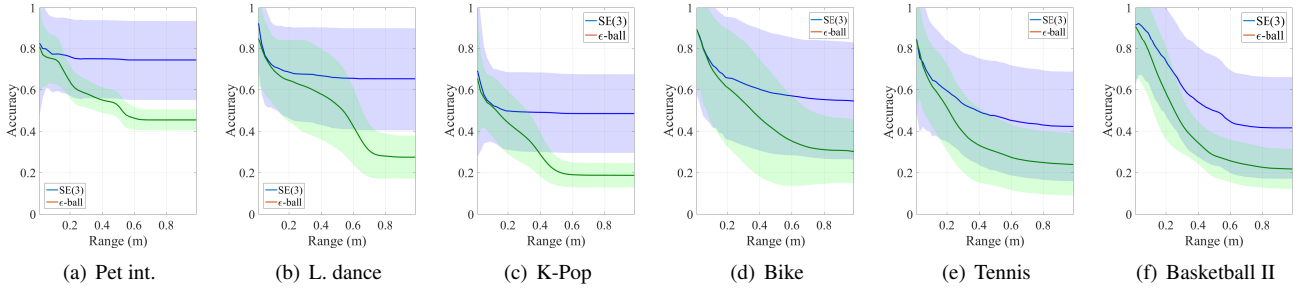 1
0.8
0.6
0.4
0.2
0
Accuracy
SE(3)
ϵ-ball
0.2 0.4 0.6 0.8
Range (m)
(a) Pet int.
1
0.8
0.6
0.4
0.2
0
Accuracy
SE(3)
ϵ-ball
0.2 0.4 0.6 0.8
Range (m)
(b) L. dance
1
0.8
0.6
0.4
0.2
0
Accuracy
SE(3)
ϵ-ball
0.2 0.4 0.6 0.8
Range (m)
(c) K-Pop
1
0.8
0.6
0.4
0.2
0
Accuracy
SE(3)
ϵ-ball
0.2 0.4 0.6 0.8
Range (m)
(d) Bike
1
0.8
0.6
0.4
0.2
0
Accuracy
SE(3)
ϵ-ball
0.2 0.4 0.6 0.8
Range (m)
(e) Tennis
1
0.8
0.6
0.4
0.2
0
Accuracy
SE(3)
ϵ-ball
0.2 0.4 0.6 0.8
Range (m)
(f) Basketball II